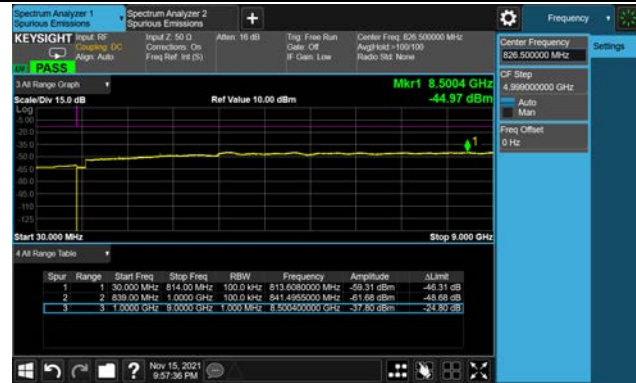 Spectrum Analyzer 1
Spurious Emissions
Spectrum Analyzer 2
Spurious Emissions
+
Frequency
KEYSIGHT
Input: RF
Coupling: DC
Align: Auto
Input Z: 50 Ω
Corrections: On
Freq Ref: Int (S)
Atten: 16 dB
Trig: Free Run
Gate: Off
IF Gain: Low
Center Freq: 826.500000 MHz
Avg|Hold:>100/100
Radio Std: None
PASS
Center Frequency
826.500000 MHz
Settings
CF Step
4.999000000 GHz
Auto
Man
Freq Offset
0 Hz
3 All Range Graph
Mkr1 8.5004 GHz
Scale/Div 15.0 dB
Ref Value 10.00 dBm
-44.97 dBm
Log
-5.00
-20.0
-35.0
-50.0
-65.0
-80.0
-95.0
-110
-125
1
Start 30.000 MHz
Stop 9.000 GHz
4 All Range Table
Spur Range Start Freq Stop Freq RBW Frequency Amplitude ΔLimit
1 1 30.000 MHz 814.00 MHz 100.0 kHz 813.6080000 MHz -59.31 dBm -46.31 dB
2 2 839.00 MHz 1.0000 GHz 100.0 kHz 841.4955000 MHz -61.68 dBm -48.68 dB
3 3 1.0000 GHz 9.0000 GHz 1.000 MHz 8.500400000 GHz -37.80 dBm -24.80 dB
?
Nov 15, 2021
9:57:36 PM